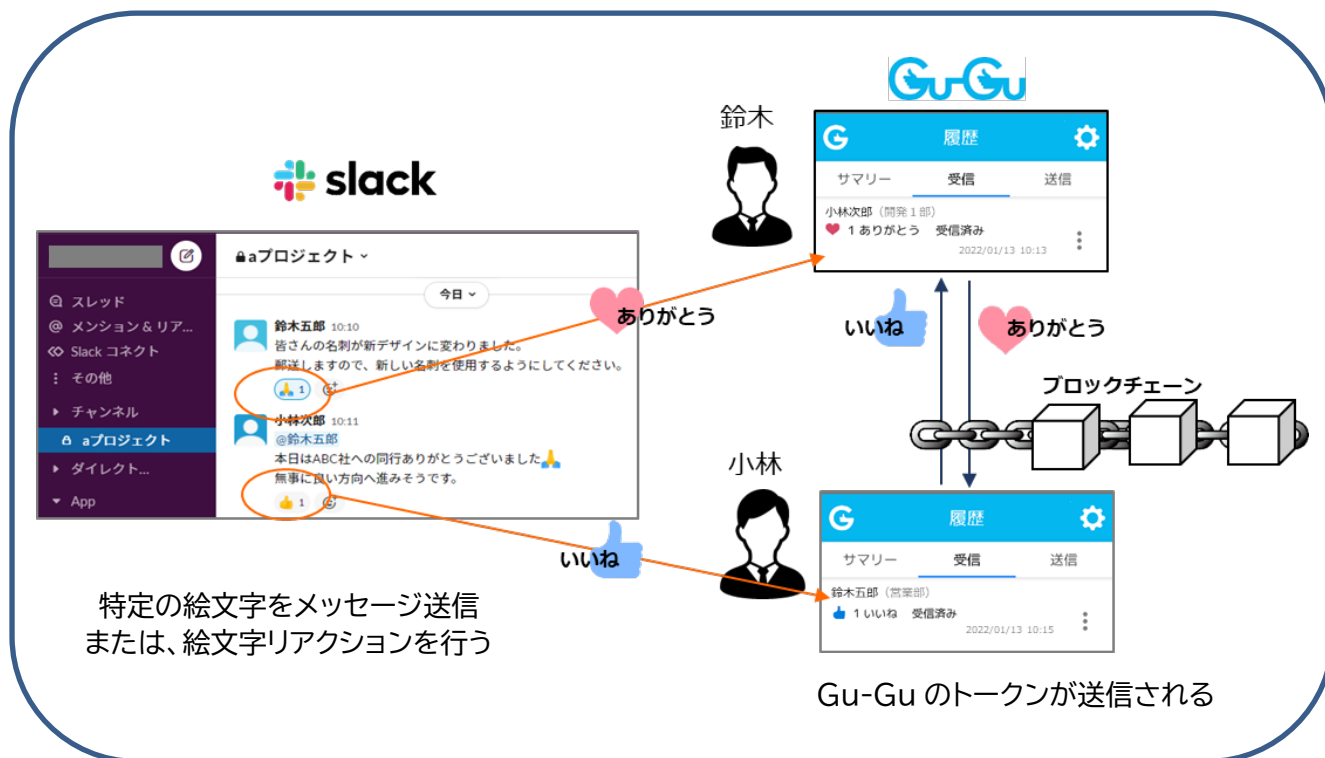 slack
aプロジェクト
スレッド
メンション & リア...
Slack コネクト
その他
チャンネル
aプロジェクト
ダイレクト...
App
今日
鈴木五郎 10:10
皆さんの名刺が新デザインに変わりました。
郵送しますので、新しい名刺を使用するようにしてください。
🙏 1
小林次郎 10:11
@鈴木五郎
本日はABC社への同行ありがとうございました🙏
無事に良い方向へ進みそうです。
👍 1
ありがとう
いいね
特定の絵文字をメッセージ送信
または、絵文字リアクションを行う
Gu-Gu
鈴木
G
履歴
サマリー 受信 送信
小林次郎（開発１部）
1 ありがとう 受信済み
2022/01/13 10:13
いいね
ありがとう
ブロックチェーン
小林
G
履歴
サマリー 受信 送信
鈴木五郎（営業部）
1 いいね 受信済み
2022/01/13 10:15
Gu-Gu のトークンが送信される